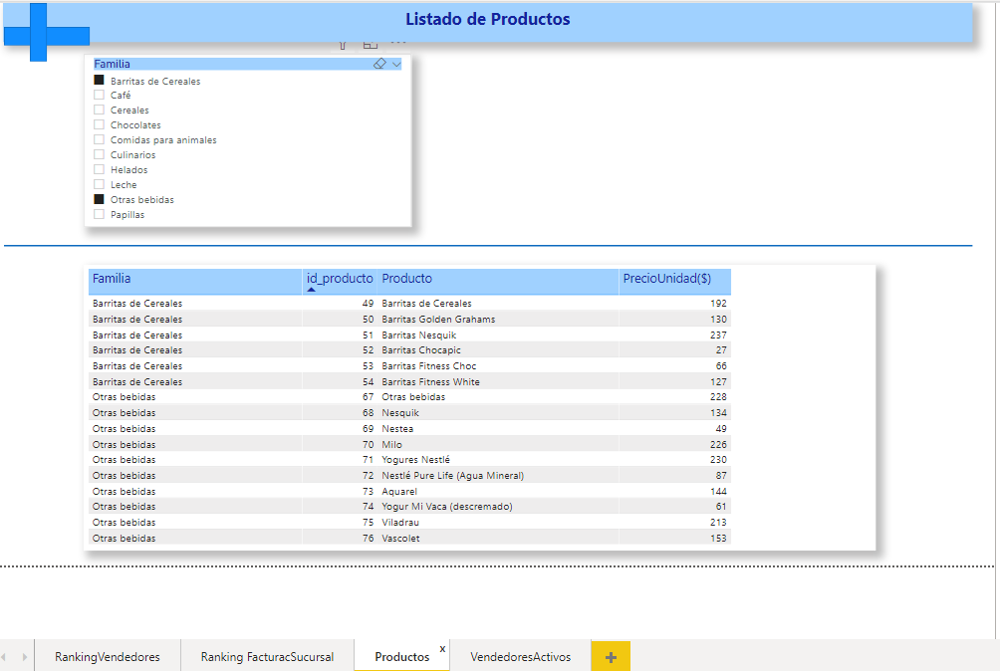 Listado de Productos
Familia
Barritas de Cereales
Café
Cereales
Chocolates
Comidas para animales
Culinarios
Helados
Leche
Otras bebidas
Papillas
Familia id_producto Producto PrecioUnidad($)
Barritas de Cereales 49 Barritas de Cereales 192
Barritas de Cereales 50 Barritas Golden Grahams 130
Barritas de Cereales 51 Barritas Nesquik 237
Barritas de Cereales 52 Barritas Chocapic 27
Barritas de Cereales 53 Barritas Fitness Choc 66
Barritas de Cereales 54 Barritas Fitness White 127
Otras bebidas 67 Otras bebidas 228
Otras bebidas 68 Nesquik 134
Otras bebidas 69 Nestea 49
Otras bebidas 70 Milo 226
Otras bebidas 71 Yogures Nestlé 230
Otras bebidas 72 Nestlé Pure Life (Agua Mineral) 87
Otras bebidas 73 Aquarel 144
Otras bebidas 74 Yogur Mi Vaca (descremado) 61
Otras bebidas 75 Viladrau 213
Otras bebidas 76 Vascolet 153
RankingVendedores Ranking FacturacSucursal Productos x VendedoresActivos +